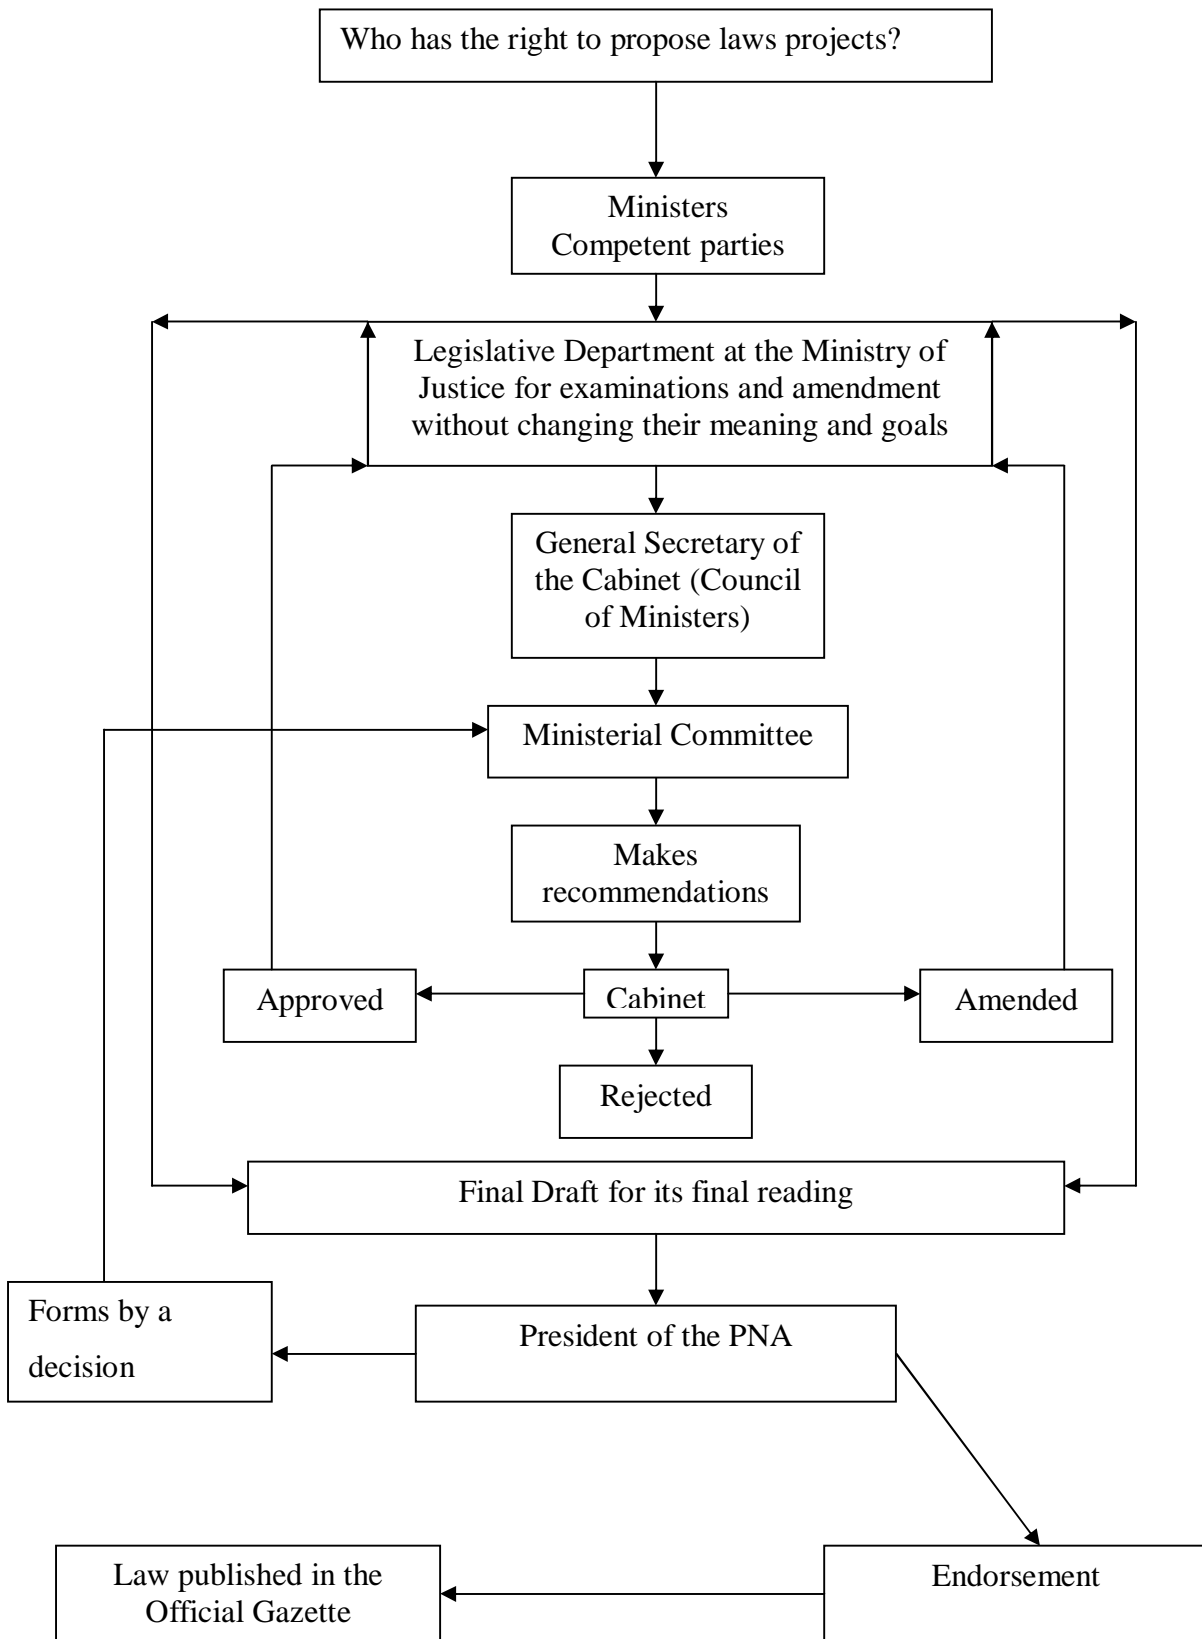 Who has the right to propose laws projects?
Ministers
Competent parties
Legislative Department at the Ministry of
Justice for examinations and amendment
without changing their meaning and goals
General Secretary of
the Cabinet (Council
of Ministers)
Ministerial Committee
Makes
recommendations
Approved
Cabinet
Amended
Rejected
Final Draft for its final reading
Forms by a
decision
President of the PNA
Law published in the
Official Gazette
Endorsement